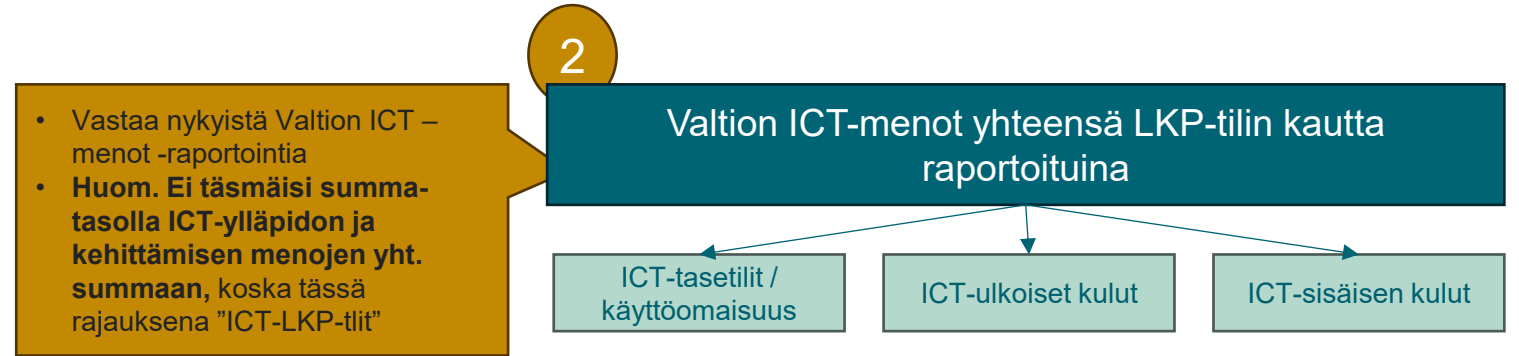 2
• Vastaa nykyistä Valtion ICT –
menot -raportointia
• Huom. Ei täsmäisi summa-
tasolla ICT-ylläpidon ja
kehittämisen menojen yht.
summaan, koska tässä
rajauksena ”ICT-LKP-tlit”
Valtion ICT-menot yhteensä LKP-tilin kautta
raportoituina
ICT-tasetilit /
käyttöomaisuus
ICT-ulkoiset kulut
ICT-sisäisen kulut